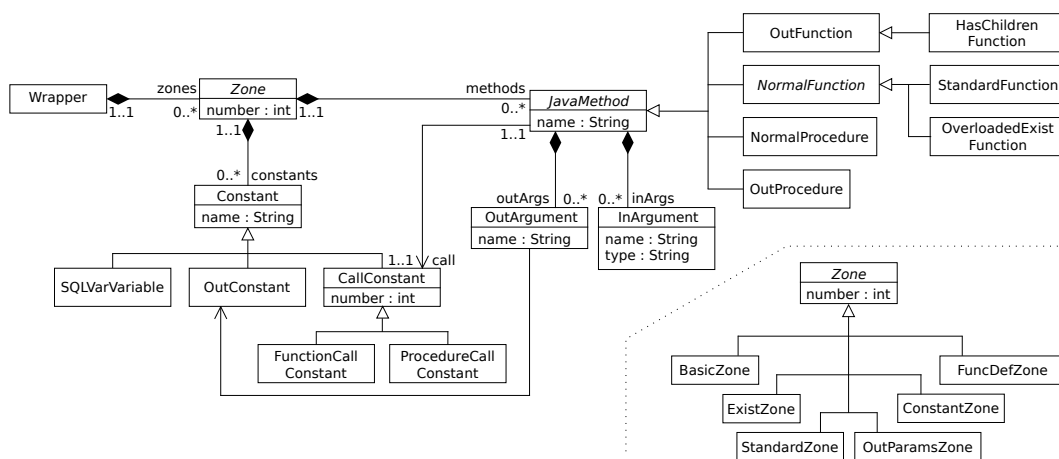 Wrapper
1..1
zones
0..*
Zone
number : int
1..1
1..1
methods
0..*
1..1
JavaMethod
name : String
OutFunction
HasChildren
Function
NormalFunction
StandardFunction
OverloadedExist
Function
NormalProcedure
OutProcedure
0..* constants
Constant
name : String
outArgs
0..*
0..* inArgs
OutArgument
name : String
InArgument
name : String
type : String
SQLVarVariable
OutConstant
1..1 call
CallConstant
number : int
FunctionCall
Constant
ProcedureCall
Constant
Zone
number : int
BasicZone
FuncDefZone
ExistZone
ConstantZone
StandardZone
OutParamsZone